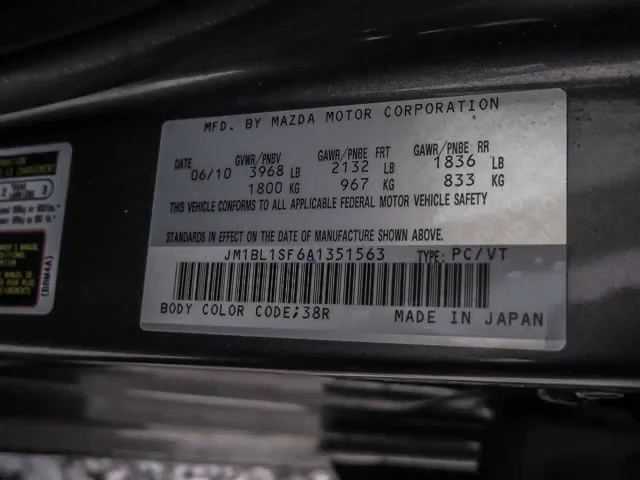 MFD. BY MAZDA MOTOR CORPORATION
DATE GVWR/PNBV GAWR/PNBE FRT GAWR/PNBE RR
06/10 3968 LB 2132 LB 1836 LB
1800 KG 967 KG 833 KG
THIS VEHICLE CONFORMS TO ALL APPLICABLE FEDERAL MOTOR VEHICLE SAFETY
STANDARDS IN EFFECT ON THE DATE OF MANUFACTURE SHOWN ABOVE.
JM1BL1SF6A1351563 TYPE: PC/VT
BODY COLOR CODE;38R MADE IN JAPAN
(BRM4A)